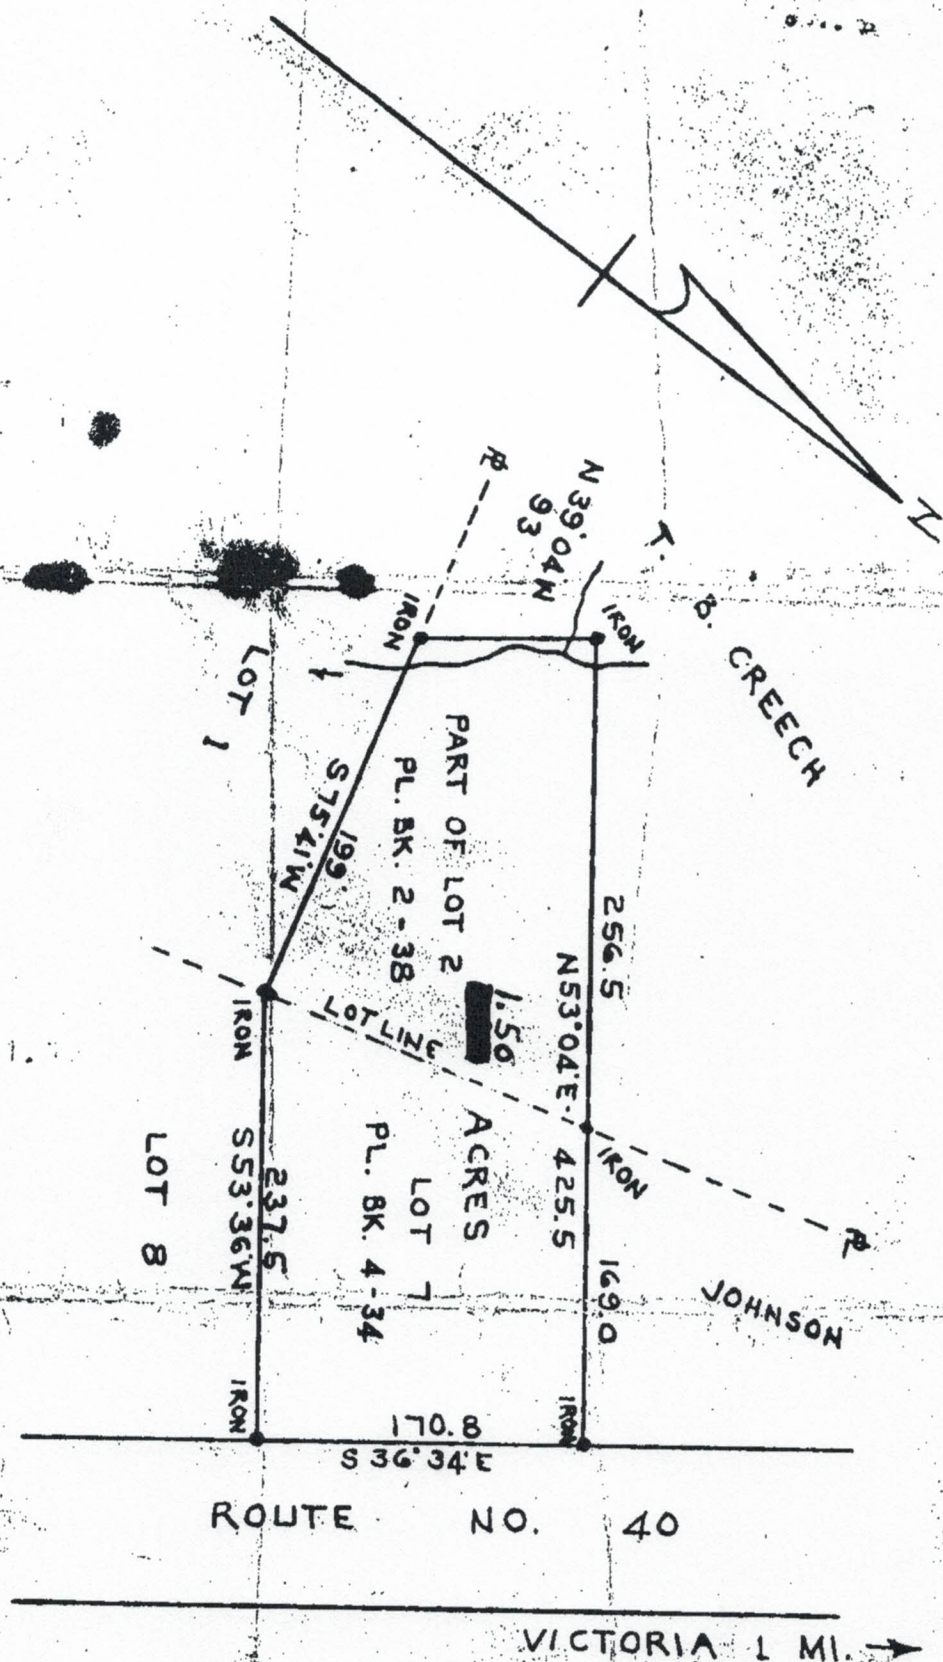 N
N 39°04'W
93
T. B. CREECH
IRON
IRON
LOT 1
PART OF LOT 2
PL. BK. 2 - 38
199.
S 75°41'W
256.5
N53°04'E - 425.5
1.50
ACRES
LOT LINE
IRON
IRON
LOT 7
PL. BK. 4 - 34
237.5
S53°36'W
LOT 8
169.0
JOHNSON
IRON
IRON
170.8
S 36°34'E
ROUTE NO. 40
VICTORIA 1 MI.